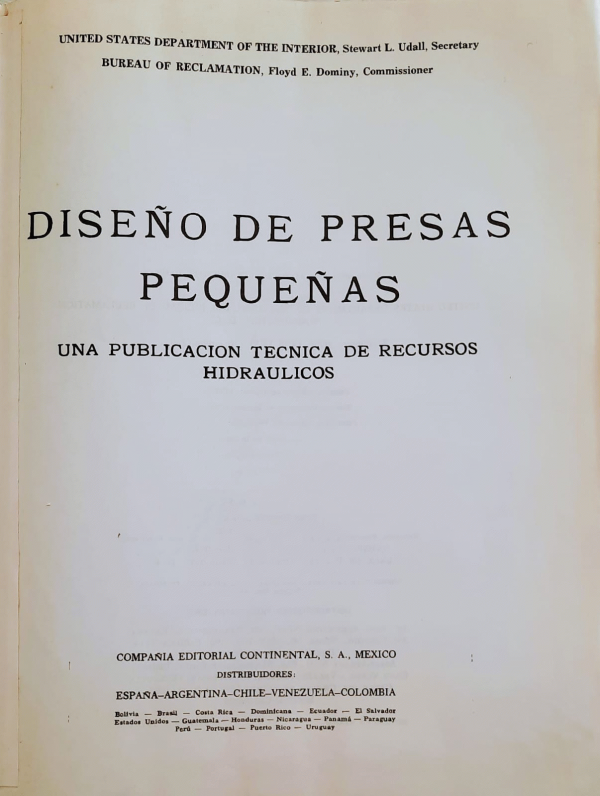 UNITED STATES DEPARTMENT OF THE INTERIOR, Stewart L. Udall, Secretary
BUREAU OF RECLAMATION, Floyd E. Dominy, Commissioner
DISEÑO DE PRESAS
PEQUEÑAS
UNA PUBLICACION TECNICA DE RECURSOS
HIDRAULICOS
COMPAÑIA EDITORIAL CONTINENTAL, S. A., MEXICO
DISTRIBUIDORES:
ESPAÑA—ARGENTINA—CHILE—VENEZUELA—COLOMBIA
Bolivia — Brasil — Costa Rica — Dominicana — Ecuador — El Salvador
Estados Unidos — Guatemala — Honduras — Nicaragua — Panamá — Paraguay
Perú — Portugal — Puerto Rico — Uruguay